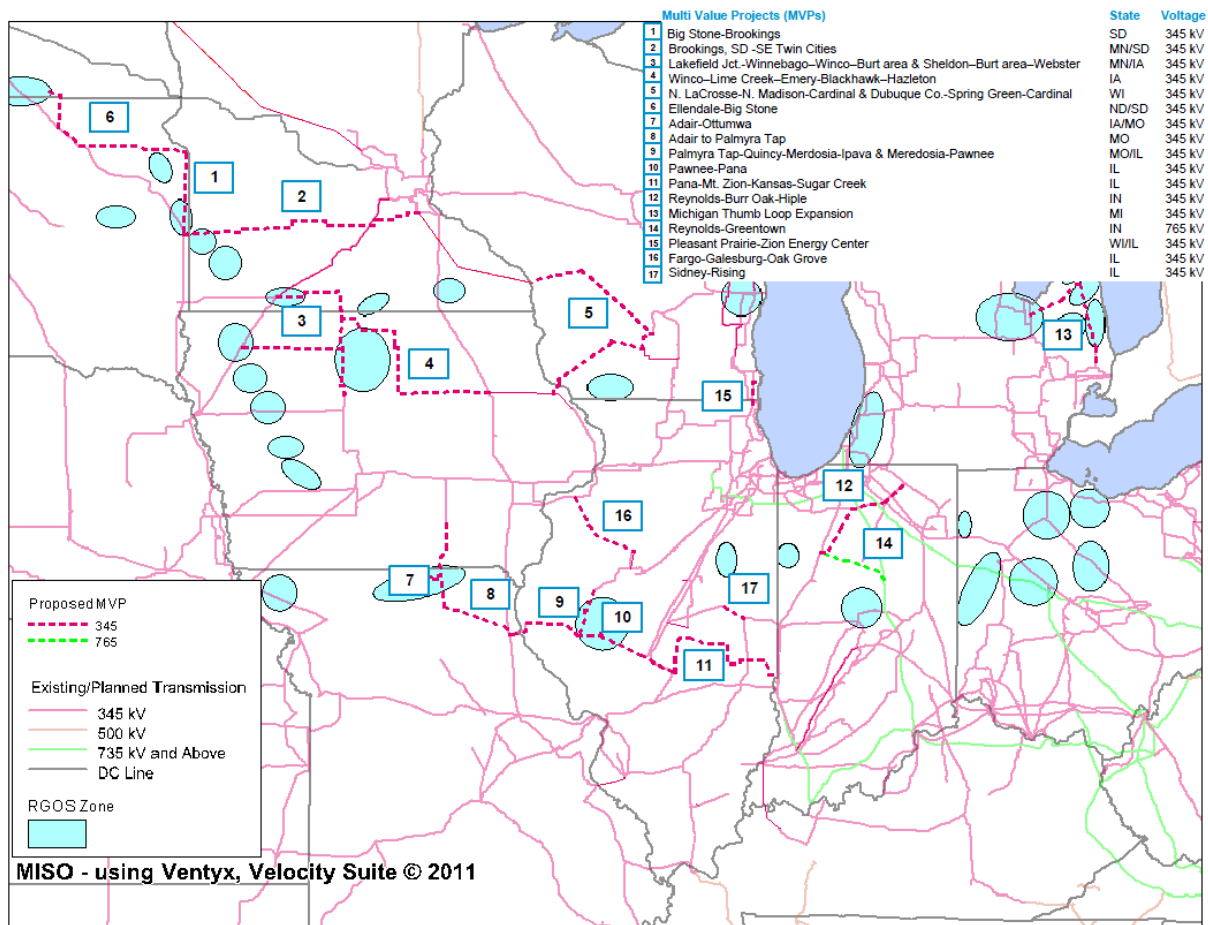 Multi Value Projects (MVPs) State Voltage
1 Big Stone-Brookings SD 345 kV
2 Brookings, SD -SE Twin Cities MN/SD 345 kV
3 Lakefield Jct.-Winnebago–Winco–Burt area & Sheldon–Burt area–Webster MN/IA 345 kV
4 Winco–Lime Creek–Emery-Blackhawk–Hazleton IA 345 kV
5 N. LaCrosse-N. Madison-Cardinal & Dubuque Co.-Spring Green-Cardinal WI 345 kV
6 Ellendale-Big Stone ND/SD 345 kV
7 Adair-Ottumwa IA/MO 345 kV
8 Adair to Palmyra Tap MO 345 kV
9 Palmyra Tap-Quincy-Merdosia-Ipava & Meredosia-Pawnee MO/IL 345 kV
10 Pawnee-Pana IL 345 kV
11 Pana-Mt. Zion-Kansas-Sugar Creek IL 345 kV
12 Reynolds-Burr Oak-Hiple IN 345 kV
13 Michigan Thumb Loop Expansion MI 345 kV
14 Reynolds-Greentown IN 765 kV
15 Pleasant Prairie-Zion Energy Center WI/IL 345 kV
16 Fargo-Galesburg-Oak Grove IL 345 kV
17 Sidney-Rising IL 345 kV
6
1
2
5
3
13
4
15
12
16
14
7
8
9
10
17
11
Proposed MVP
345
765
Existing/Planned Transmission
345 kV
500 kV
735 kV and Above
DC Line
RGOS Zone
MISO - using Ventyx, Velocity Suite © 2011